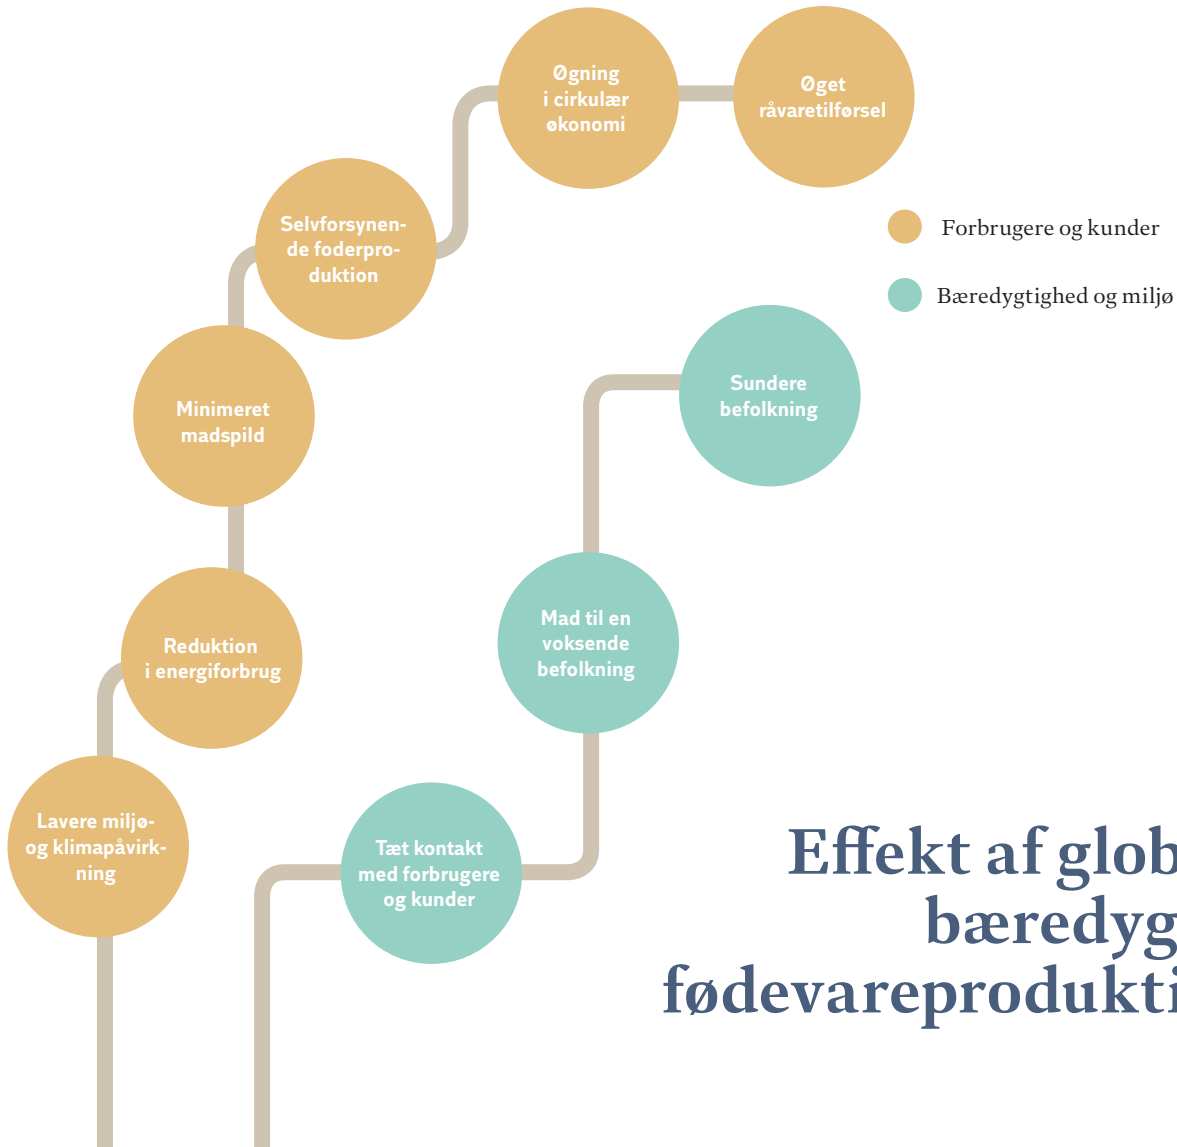 Øgning
i cirkulær
økonomi
Øget
råvaretilførsel
Selvforsynen-
de foderpro-
duktion
Forbrugere og kunder
Bæredygtighed og miljø
Minimeret
madspild
Sundere
befolkning
Reduktion
i energiforbrug
Mad til en
voksende
befolkning
Lavere miljø-
og klimapåvirk-
ning
Tæt kontakt
med forbrugere
og kunder
Effekt af glob
bæredyg
fødevareprodukti